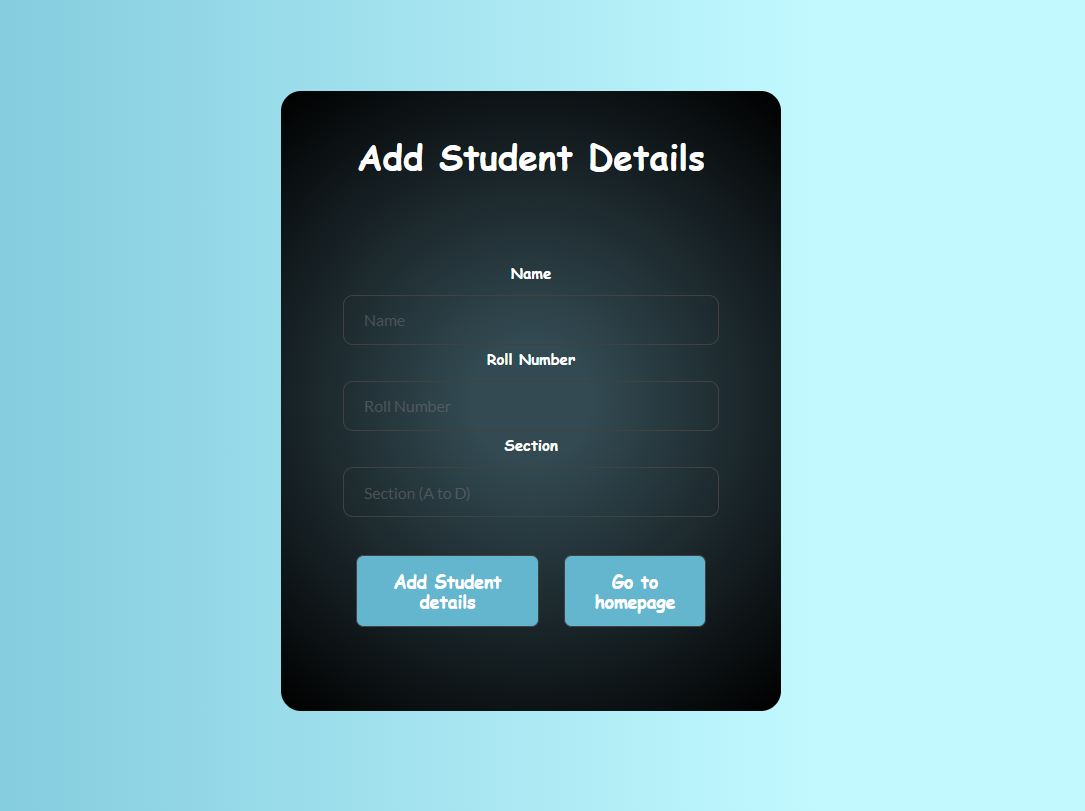 Add Student Details
Name
Name
Roll Number
Roll Number
Section
Section (A to D)
Add Student
details
Go to
homepage